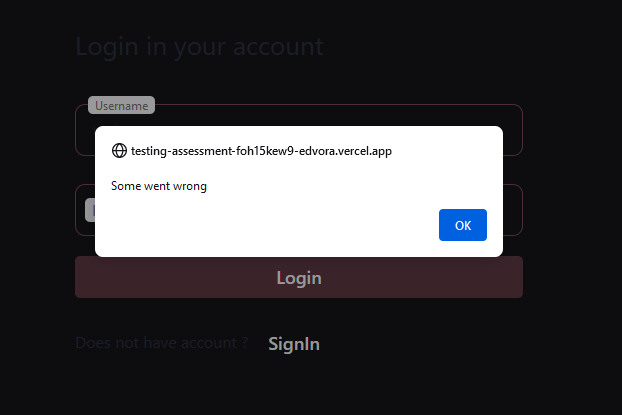 Login in your account
Username
testing-assessment-foh15kew9-edvora.vercel.app
Some went wrong
OK
Login
Does not have account ? SignIn